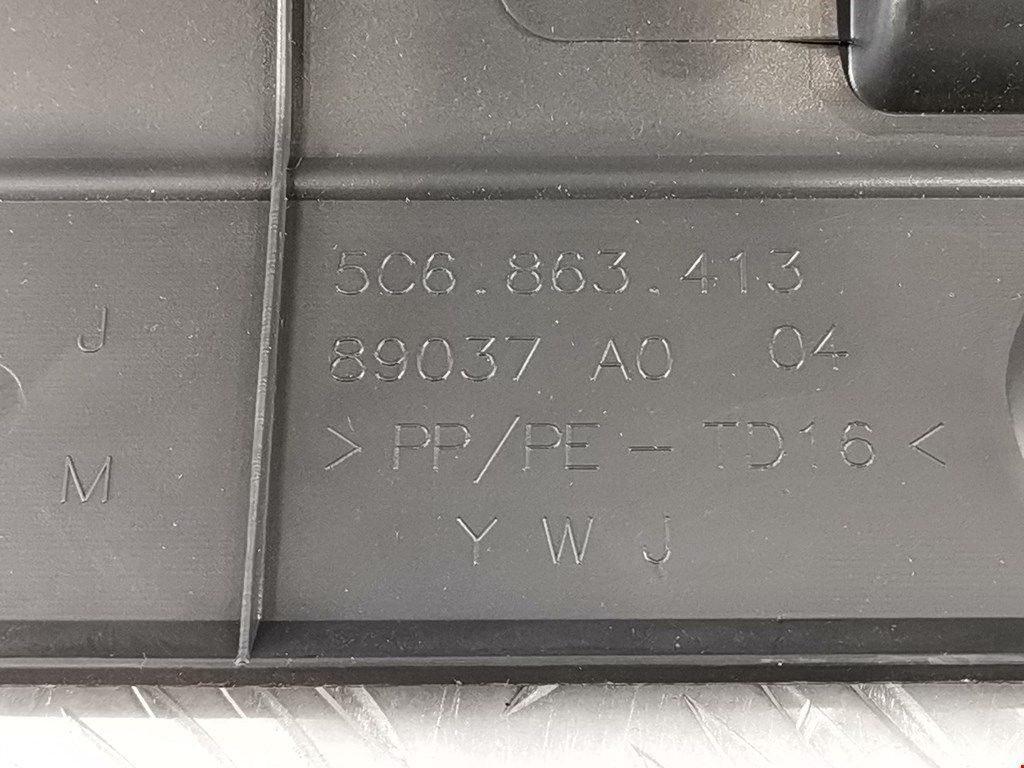 5C6.863.413
89037 A0 04
>PP/PE-TD16<
Y W J
J
M